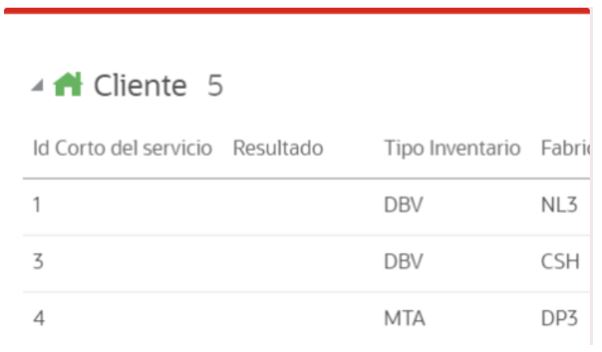 Cliente 5
Id Corto del servicio Resultado Tipo Inventario Fabri
1 DBV NL3
3 DBV CSH
4 MTA DP3